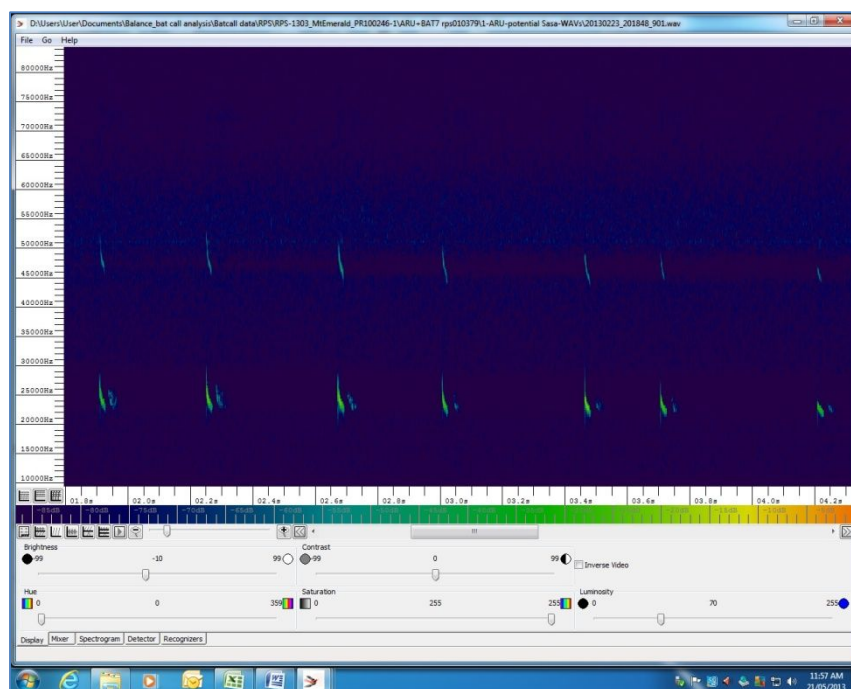 D:\Users\User\Documents\Balance_bat call analysis\Batcall data\RPS\RPS-1303_MtEmerald_PR100246-1\ARU+BAT7 rps010379\1-ARU-potential Sasa-WAVs\20130223_201848_901.wav
File Go Help
80000Hz
75000Hz
70000Hz
65000Hz
60000Hz
55000Hz
50000Hz
45000Hz
40000Hz
35000Hz
30000Hz
25000Hz
20000Hz
15000Hz
10000Hz
01.8s 02.0s 02.2s 02.4s 02.6s 02.8s 03.0s 03.2s 03.4s 03.6s 03.8s 04.0s 04.2s
-85dB -80dB -75dB -70dB -65dB -60dB
Brightness Contrast
-99 -10 99 -99 0 99 Inverse Video
Hue Saturation Luminosity
0 0 359 0 255 255 0 70 255
Display Mixer Spectrogram Detector Recognizers
11:57 AM
21/05/2013